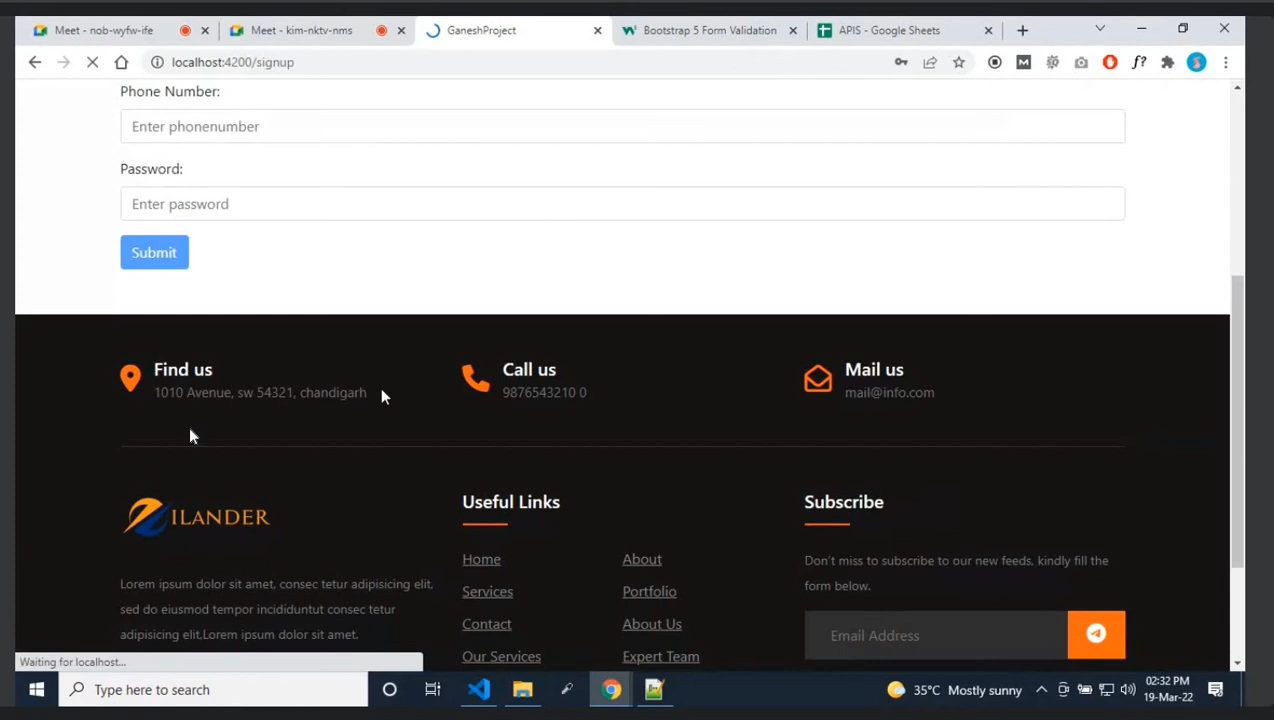 Meet - nob-wyfw-ife
Meet - kim-nktv-nms
GaneshProject
Bootstrap 5 Form Validation
APIS - Google Sheets
localhost:4200/signup
f?
Phone Number:
Enter phonenumber
Password:
Enter password
Submit
Find us
1010 Avenue, sw 54321, chandigarh
Call us
9876543210 0
Mail us
mail@info.com
ZILANDER
Lorem ipsum dolor sit amet, consec tetur adipisicing elit,
sed do eiusmod tempor incididuntut consec tetur
adipisicing elit,Lorem ipsum dolor sit amet.
Useful Links
Home
About
Services
Portfolio
Contact
About Us
Our Services
Expert Team
Subscribe
Don't miss to subscribe to our new feeds, kindly fill the
form below.
Email Address
Waiting for localhost...
Type here to search
35°C Mostly sunny
02:32 PM
19-Mar-22